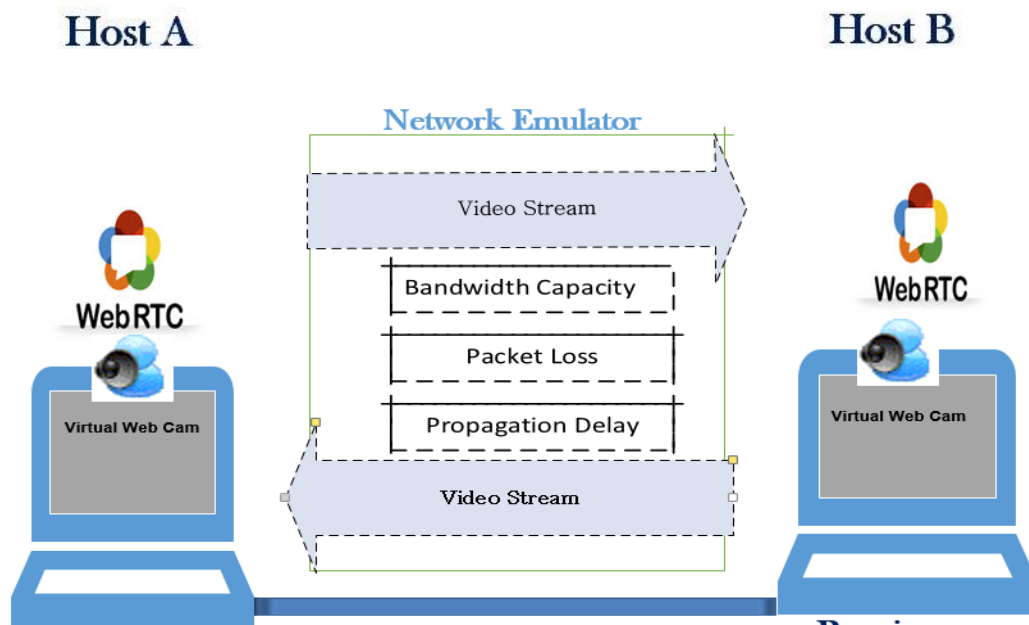 Host A
Host B
Network Emulator
Video Stream
WebRTC
WebRTC
Bandwidth Capacity
Packet Loss
Propagation Delay
Virtual Web Cam
Virtual Web Cam
Video Stream